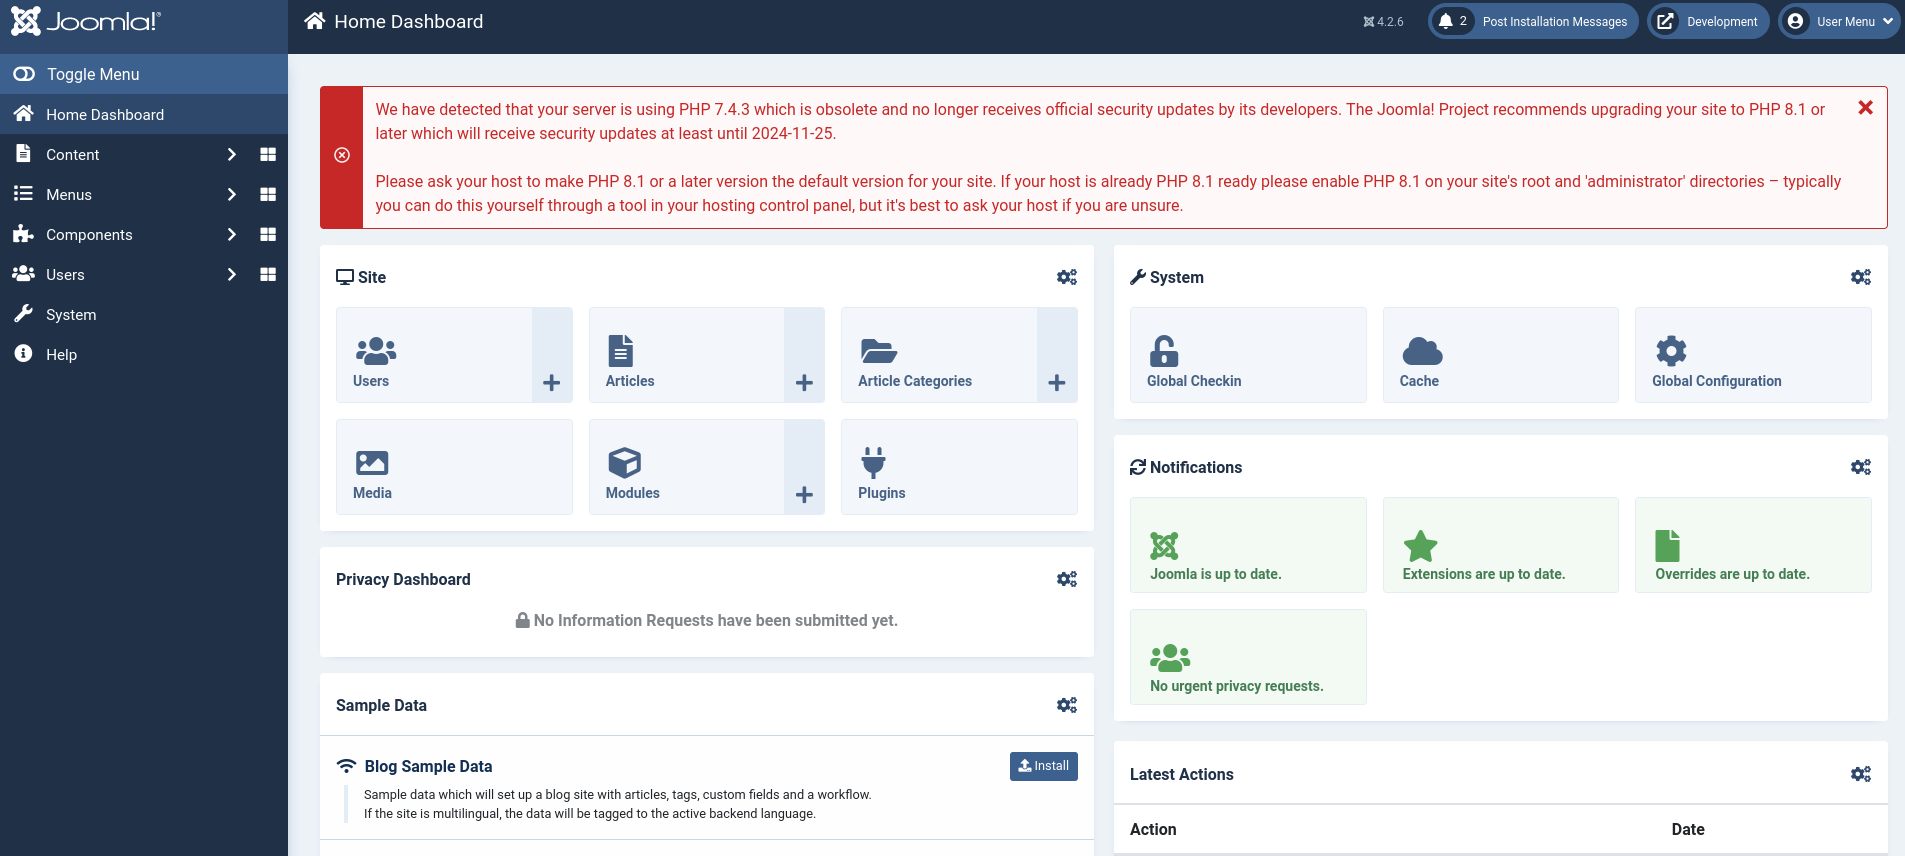 Joomla!®
Home Dashboard
4.2.6
2
Post Installation Messages
Development
User Menu
Toggle Menu
Home Dashboard
Content
Menus
Components
Users
System
Help
We have detected that your server is using PHP 7.4.3 which is obsolete and no longer receives official security updates by its developers. The Joomla! Project recommends upgrading your site to PHP 8.1 or
later which will receive security updates at least until 2024-11-25.
Please ask your host to make PHP 8.1 or a later version the default version for your site. If your host is already PHP 8.1 ready please enable PHP 8.1 on your site's root and 'administrator' directories – typically
you can do this yourself through a tool in your hosting control panel, but it's best to ask your host if you are unsure.
Site
Users
Articles
Article Categories
Media
Modules
Plugins
Privacy Dashboard
No Information Requests have been submitted yet.
Sample Data
Blog Sample Data
Install
Sample data which will set up a blog site with articles, tags, custom fields and a workflow.
If the site is multilingual, the data will be tagged to the active backend language.
System
Global Checkin
Cache
Global Configuration
Notifications
Joomla is up to date.
Extensions are up to date.
Overrides are up to date.
No urgent privacy requests.
Latest Actions
Action
Date